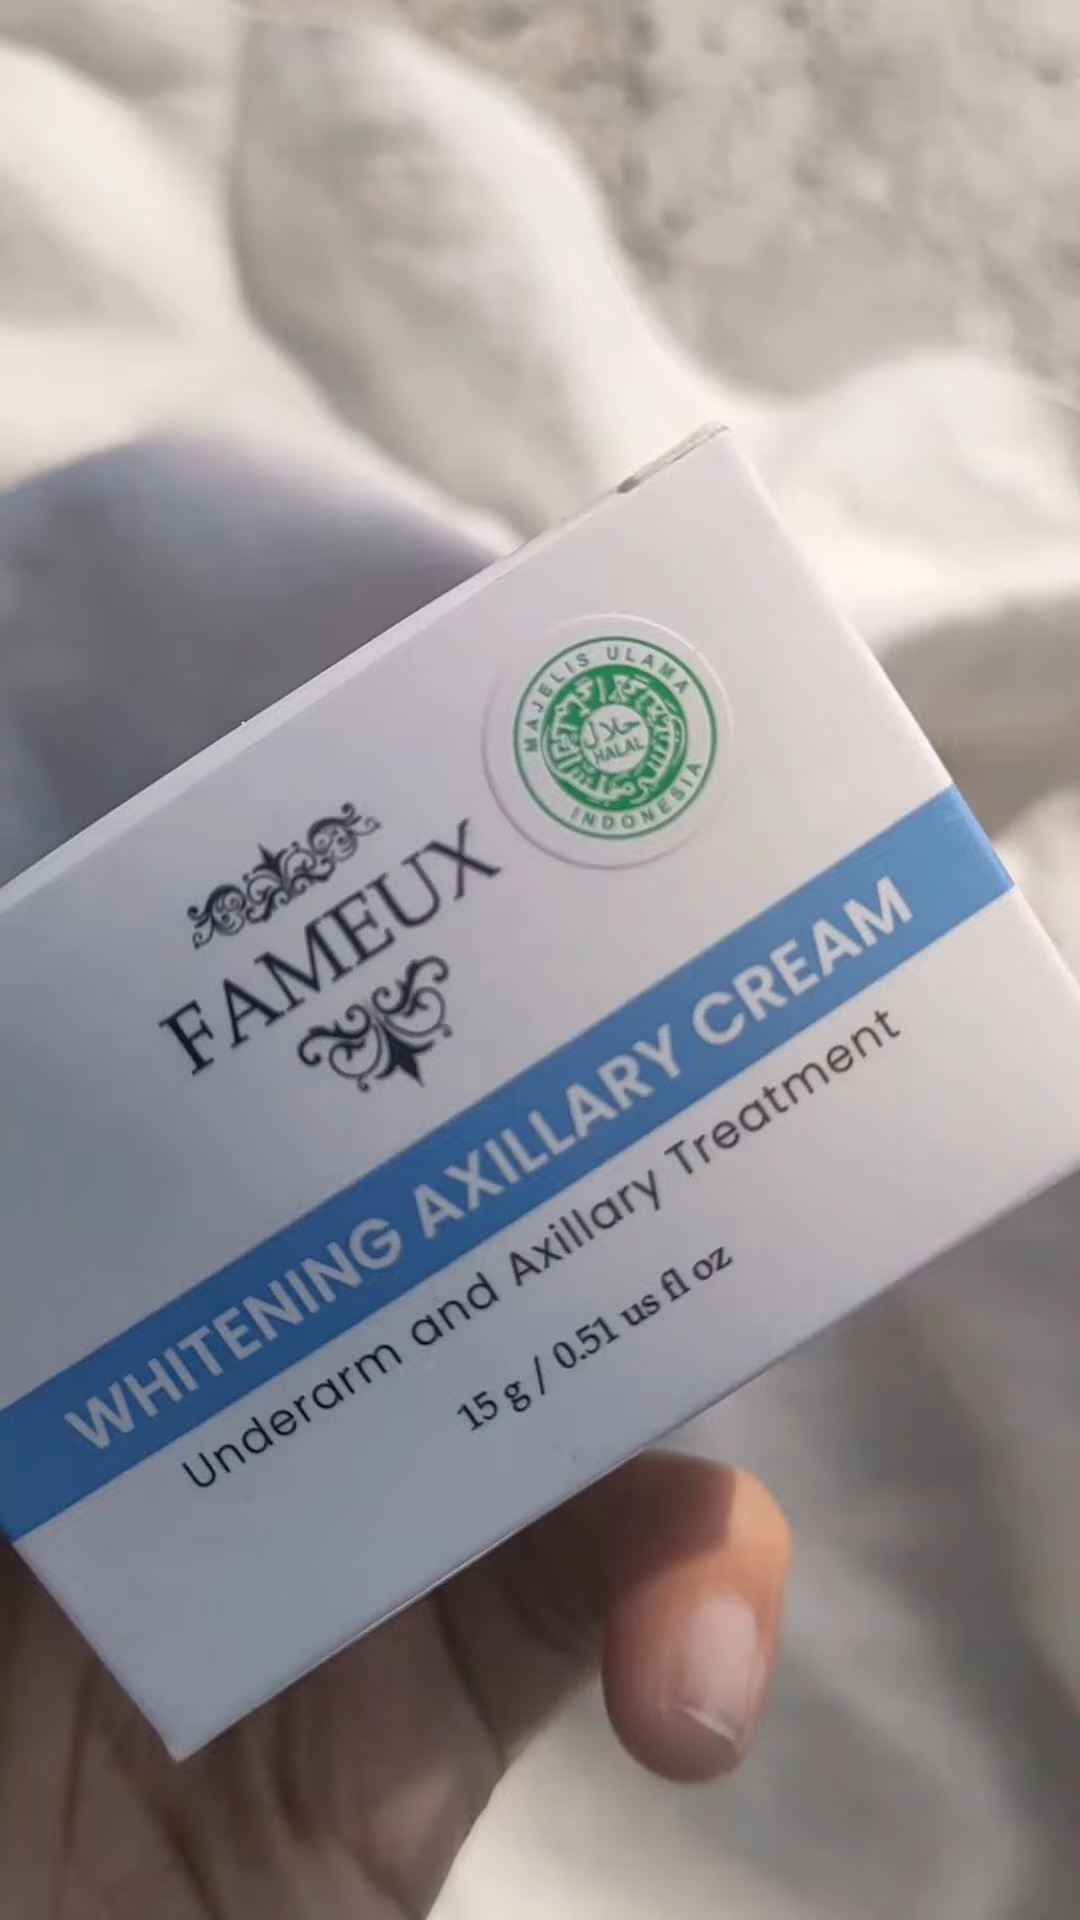 MAJELIS ULAMA
حلال
HALAL
INDONESIA
FAMEUX
WHITENING AXILLARY CREAM
Underarm and Axillary Treatment
15 g / 0.51 us fl oz